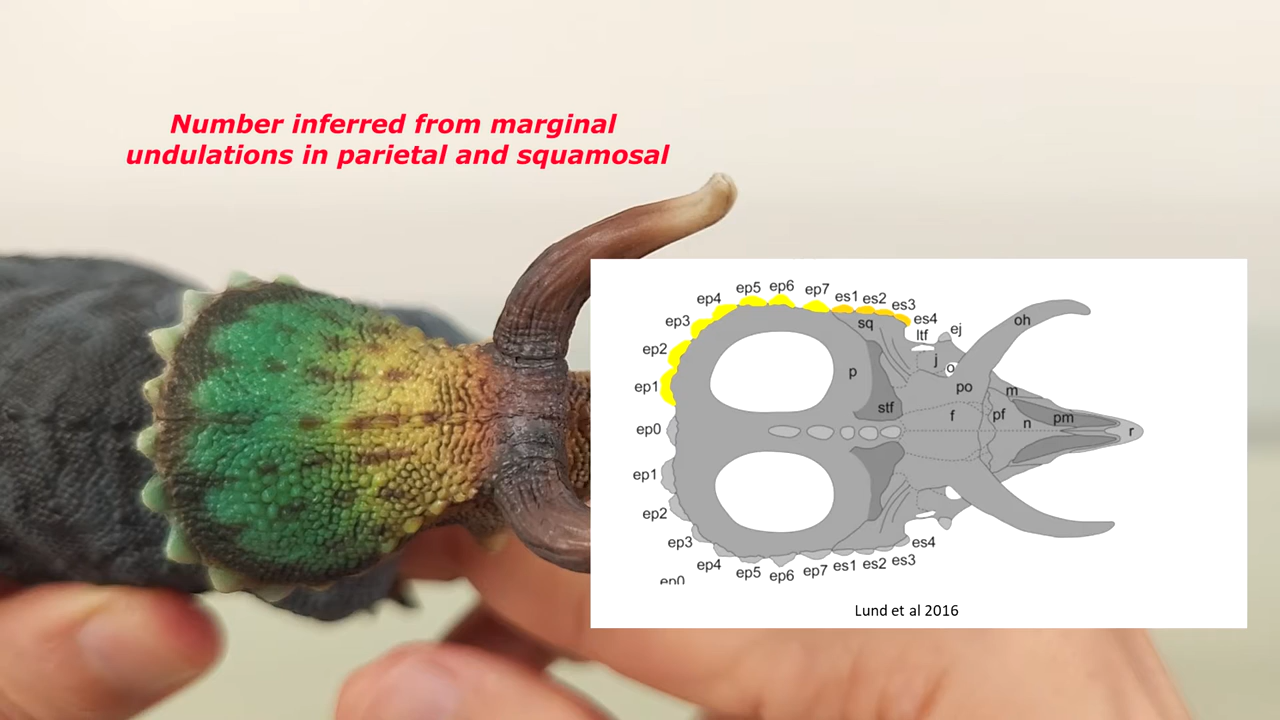 Number inferred from marginal
undulations in parietal and squamosal
ep5 ep6 ep7 es1 es2 es3 es4
ep4
ep3
ep2
ep1
ep0
ep1
ep2
ep3
ep4
ep5 ep6 ep7 es1 es2 es3
es4
sq
ltf
ej
j
o
oh
p
stf
po
f
pf
m
n
pm
r
ep0
Lund et al 2016